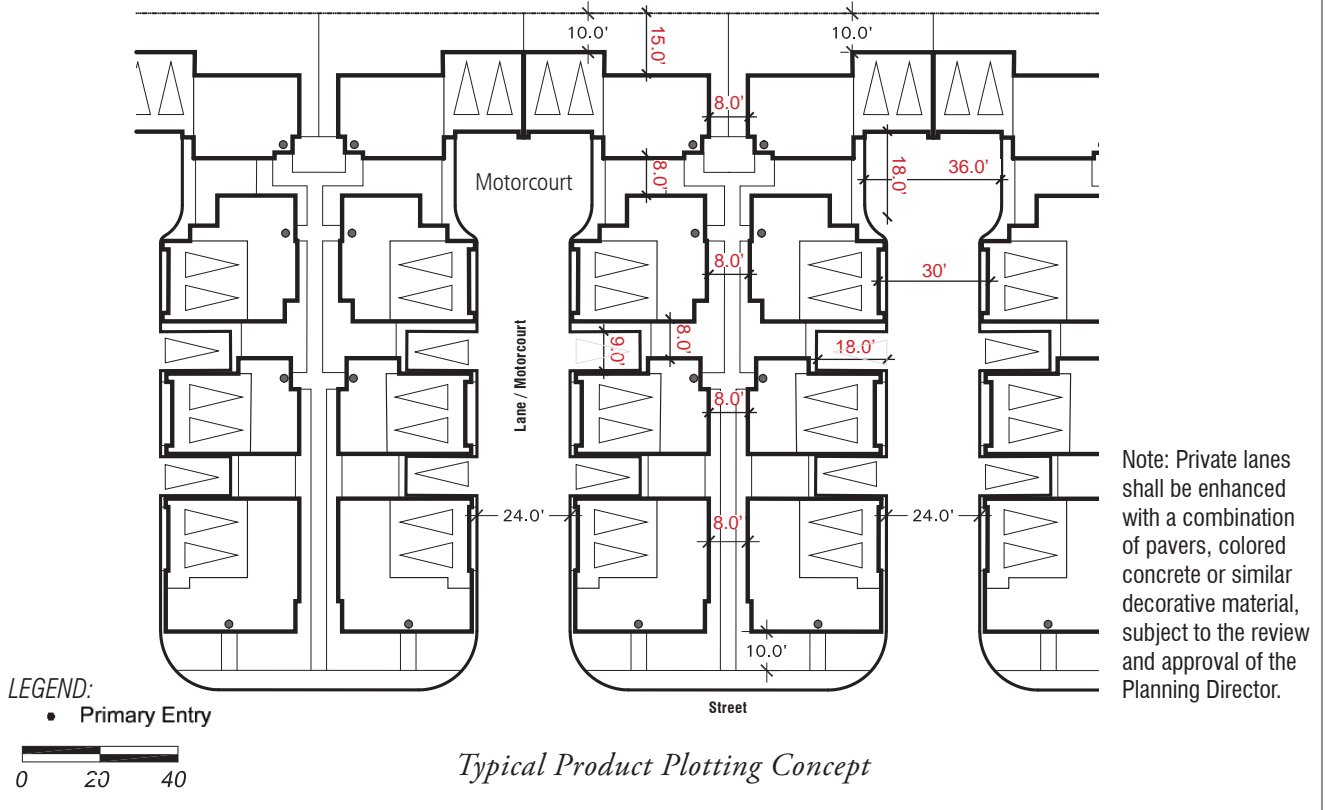 10.0'
15.0'
10.0'
8.0'
Motorcourt
8.0'
18.0'
36.0'
8.0'
30'
Lane / Motorcourt
9.0'
8.0'
18.0'
8.0'
24.0'
8.0'
24.0'
10.0'
Street
Note: Private lanes
shall be enhanced
with a combination
of pavers, colored
concrete or similar
decorative material,
subject to the review
and approval of the
Planning Director.
LEGEND:
• Primary Entry
0 20 40
Typical Product Plotting Concept